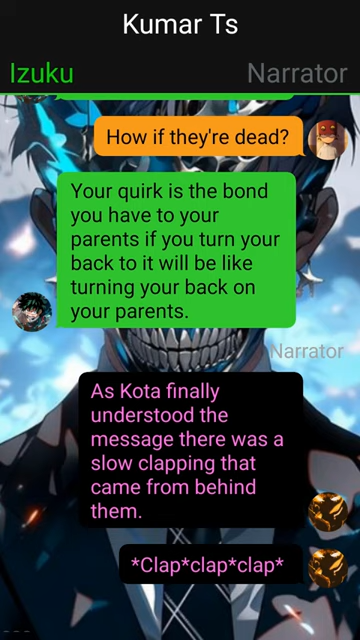 Kumar Ts
Izuku
Narrator
How if they're dead?
Your quirk is the bond
you have to your
parents if you turn your
back to it will be like
turning your back on
your parents.
Narrator
As Kota finally
understood the
message there was a
slow clapping that
came from behind
them.
*Clap*clap*clap*